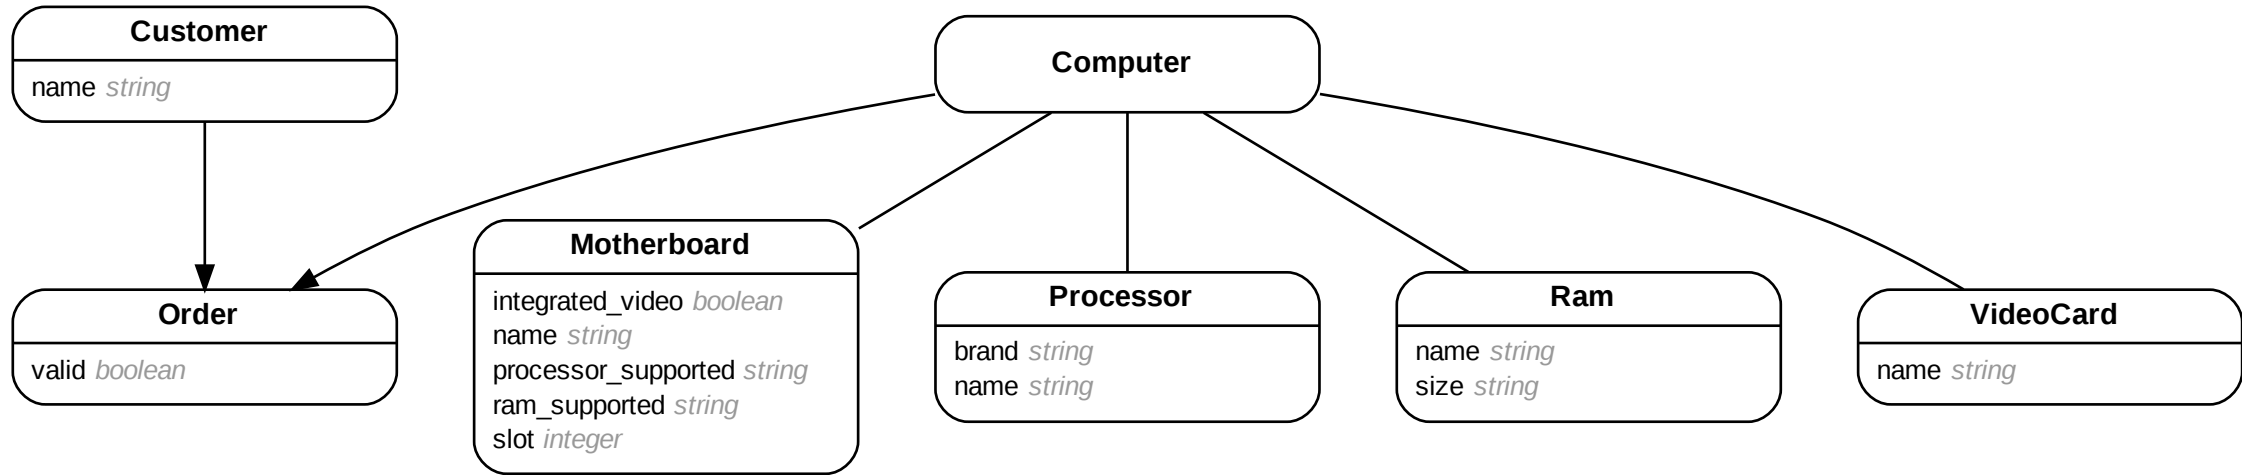 Customer
name string
Computer
Order
valid boolean
Motherboard
integrated_video boolean
name string
processor_supported string
ram_supported string
slot integer
Processor
brand string
name string
Ram
name string
size string
VideoCard
name string